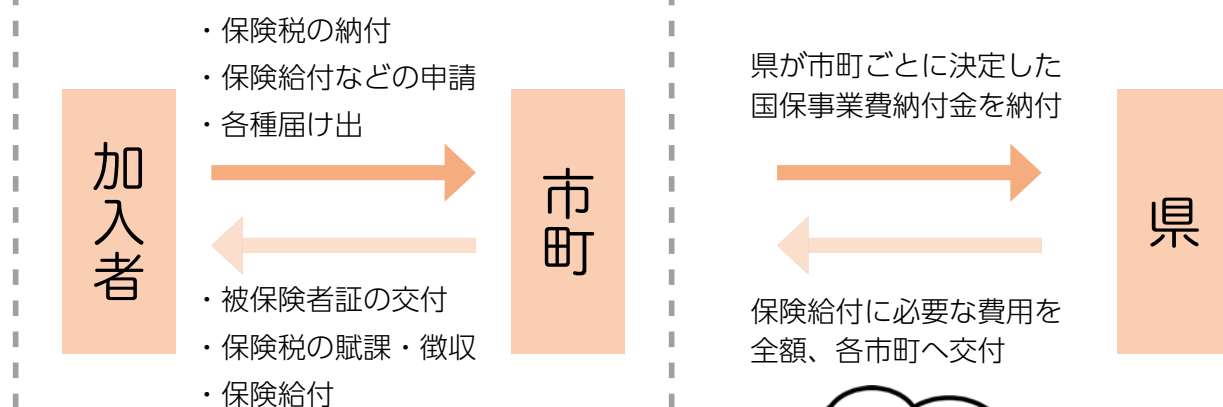 ・保険税の納付
・保険給付などの申請
・各種届け出
加入者
市町
・被保険者証の交付
・保険税の賦課・徴収
・保険給付
県が市町ごとに決定した
国保事業費納付金を納付
県
保険給付に必要な費用を
全額、各市町へ交付